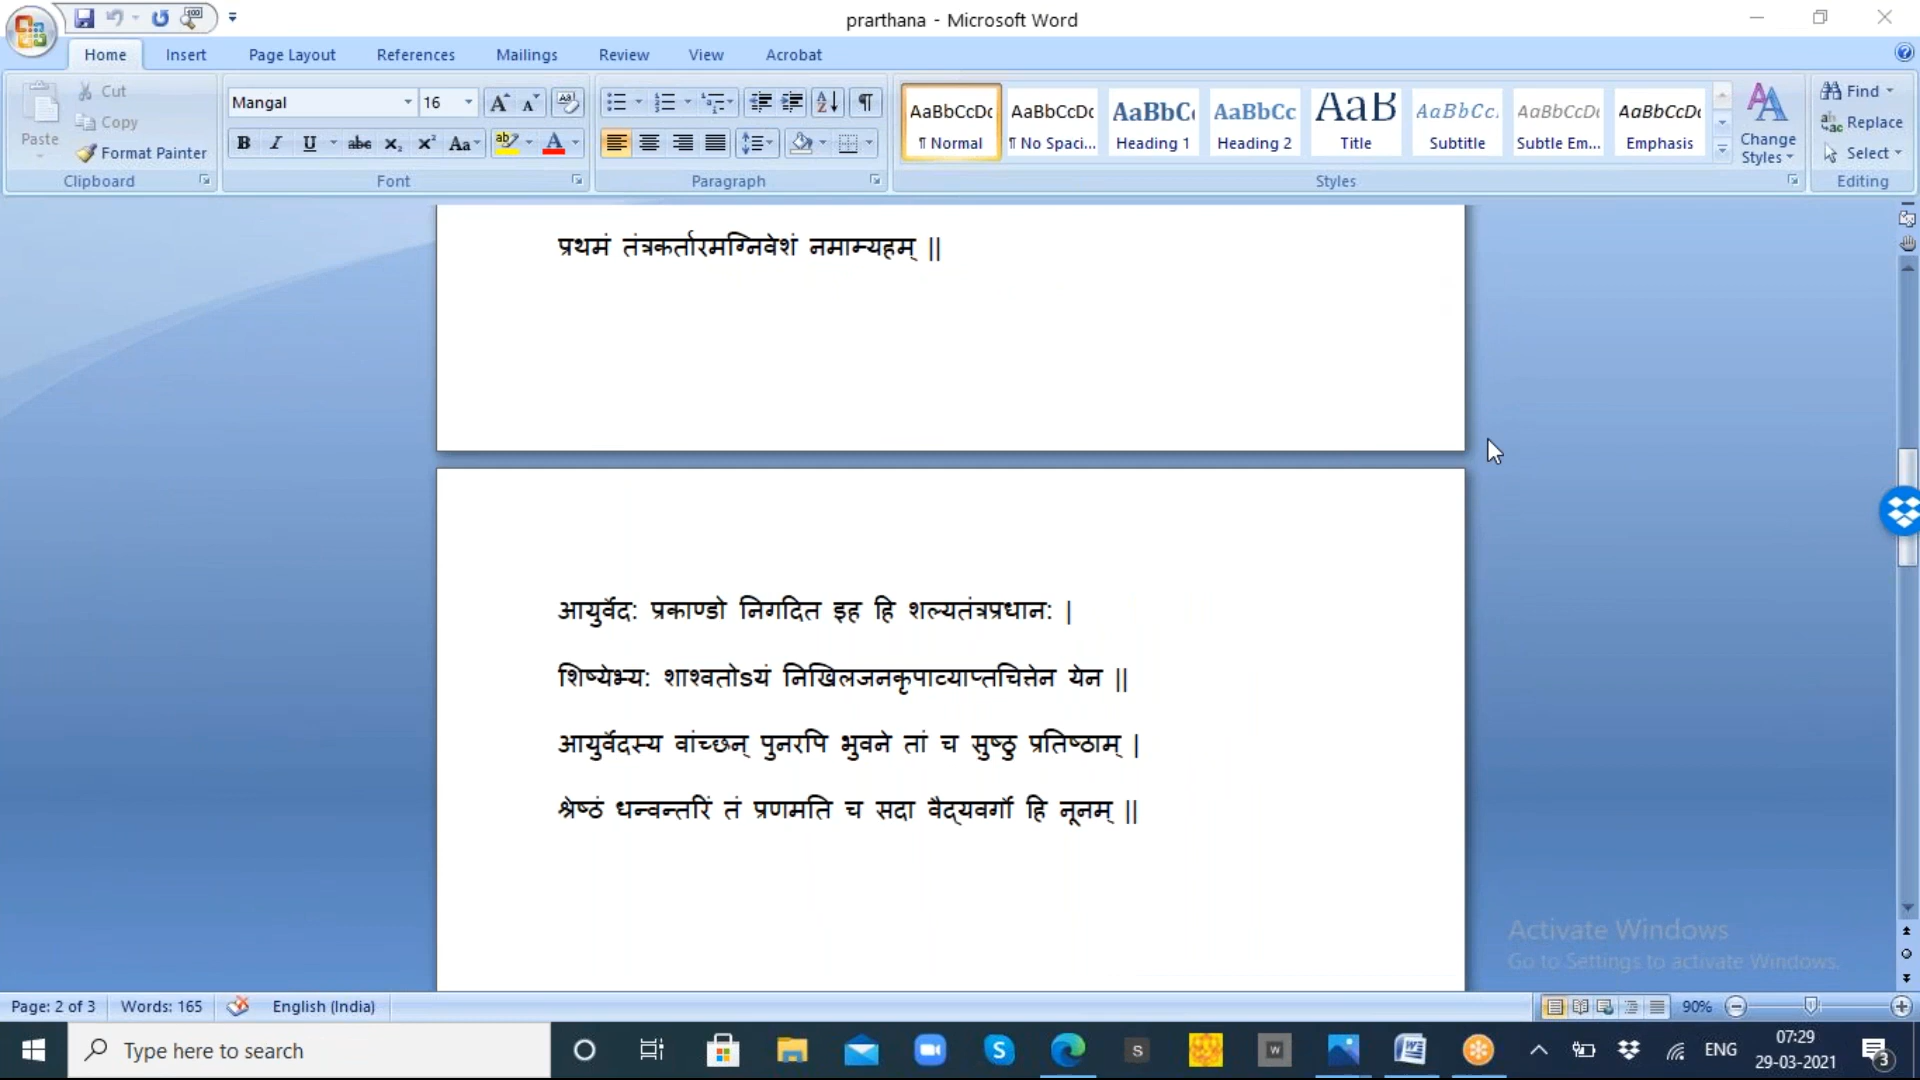 prarthana - Microsoft Word
Home Insert Page Layout References Mailings Review View Acrobat
Paste Cut Copy Format Painter Clipboard
Mangal 16 Font
Paragraph
AaBbCcDc ¶ Normal
AaBbCcDc ¶ No Spaci...
AaBbC Heading 1
AaBbCc Heading 2
AaB Title
AaBbCc. Subtitle
AaBbCcDc Subtle Em...
AaBbCcDc Emphasis
Change Styles Styles
Find Replace Select Editing
प्रथमं तंत्रकर्तारमग्निवेशं नमाम्यहम् ||
आयुर्वेद: प्रकाण्डो निगदित इह हि शल्यतंत्रप्रधान: |
शिष्येभ्य: शाश्वतोऽयं निखिलजनकृपाव्याप्तचित्तेन येन ||
आयुर्वेदस्य वांच्छन् पुनरपि भुवने तां च सुष्ठु प्रतिष्ठाम् |
श्रेष्ठं धन्वन्तरिं तं प्रणमति च सदा वैद्यवर्गो हि नूनम् ||
Activate Windows
Go to Settings to activate Windows.
Page: 2 of 3 Words: 165 English (India) 90%
Type here to search ENG 07:29
29-03-2021 3